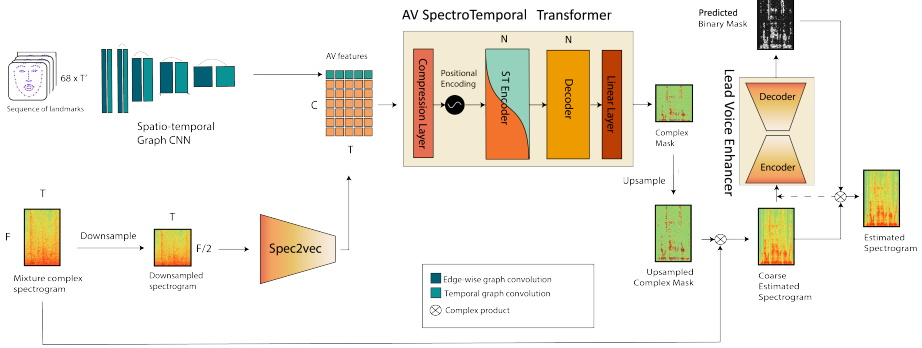 AV SpectroTemporal Transformer
Predicted
Binary Mask
68 x T'
Sequence of landmarks
Spatio-temporal
Graph CNN
AV features
C
T
Compression Layer
Positional
Encoding
N
ST Encoder
N
Decoder
Linear Layer
Complex
Mask
Upsample
Lead Voice Enhancer
Decoder
Encoder
T
F
Mixture complex
spectrogram
Downsample
T
F/2
Downsampled
spectrogram
Spec2vec
Upsampled
Complex Mask
Coarse
Estimated
Spectrogram
Estimated
Spectrogram
Edge-wise graph convolution
Temporal graph convolution
Complex product